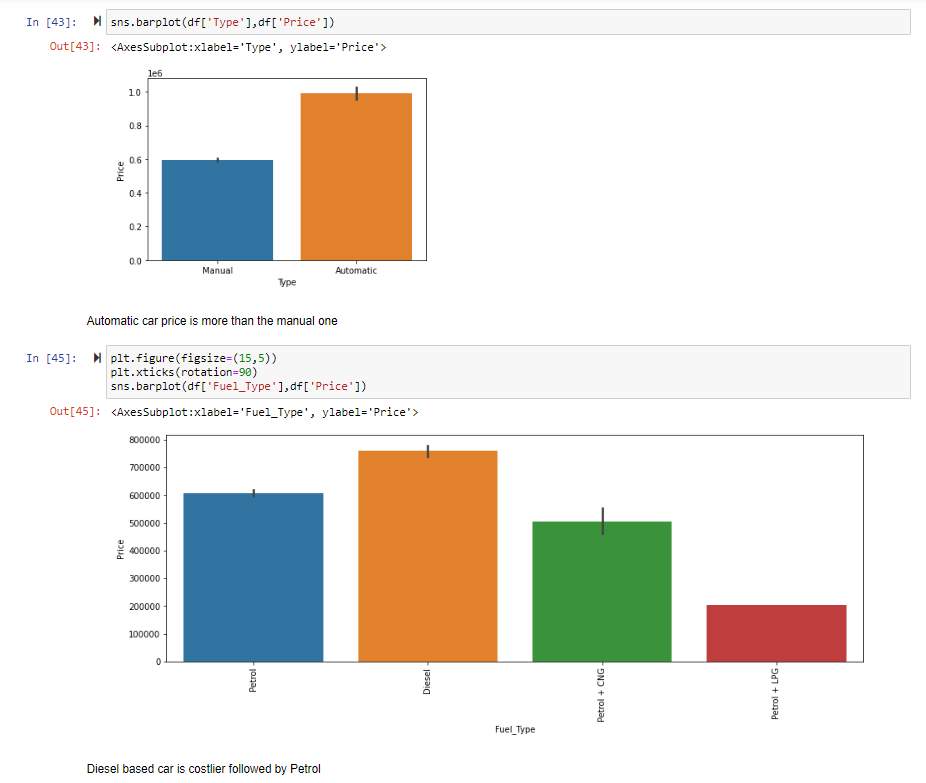 In [43]: sns.barplot(df['Type'],df['Price'])
Out[43]: <AxesSubplot:xlabel='Type', ylabel='Price'>
1e6
1.0
0.8
0.6
0.4
0.2
0.0
Price
Manual Automatic
Type
Automatic car price is more than the manual one
In [45]: plt.figure(figsize=(15,5))
plt.xticks(rotation=90)
sns.barplot(df['Fuel_Type'],df['Price'])
Out[45]: <AxesSubplot:xlabel='Fuel_Type', ylabel='Price'>
800000
700000
600000
500000
400000
300000
200000
100000
0
Price
Petrol Diesel Petrol + CNG Petrol + LPG
Fuel_Type
Diesel based car is costlier followed by Petrol